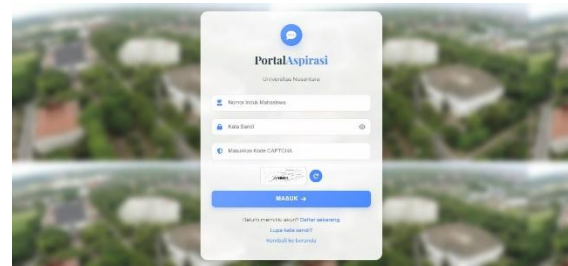 PortalAspirasi
Universitas Nusantara
Nomor Induk Mahasiswa
Kata Sandi
Masukkan Kode CAPTCHA
MASUK →
Belum memiliki akun? Daftar sekarang
Lupa kata sandi?
Kembali ke beranda